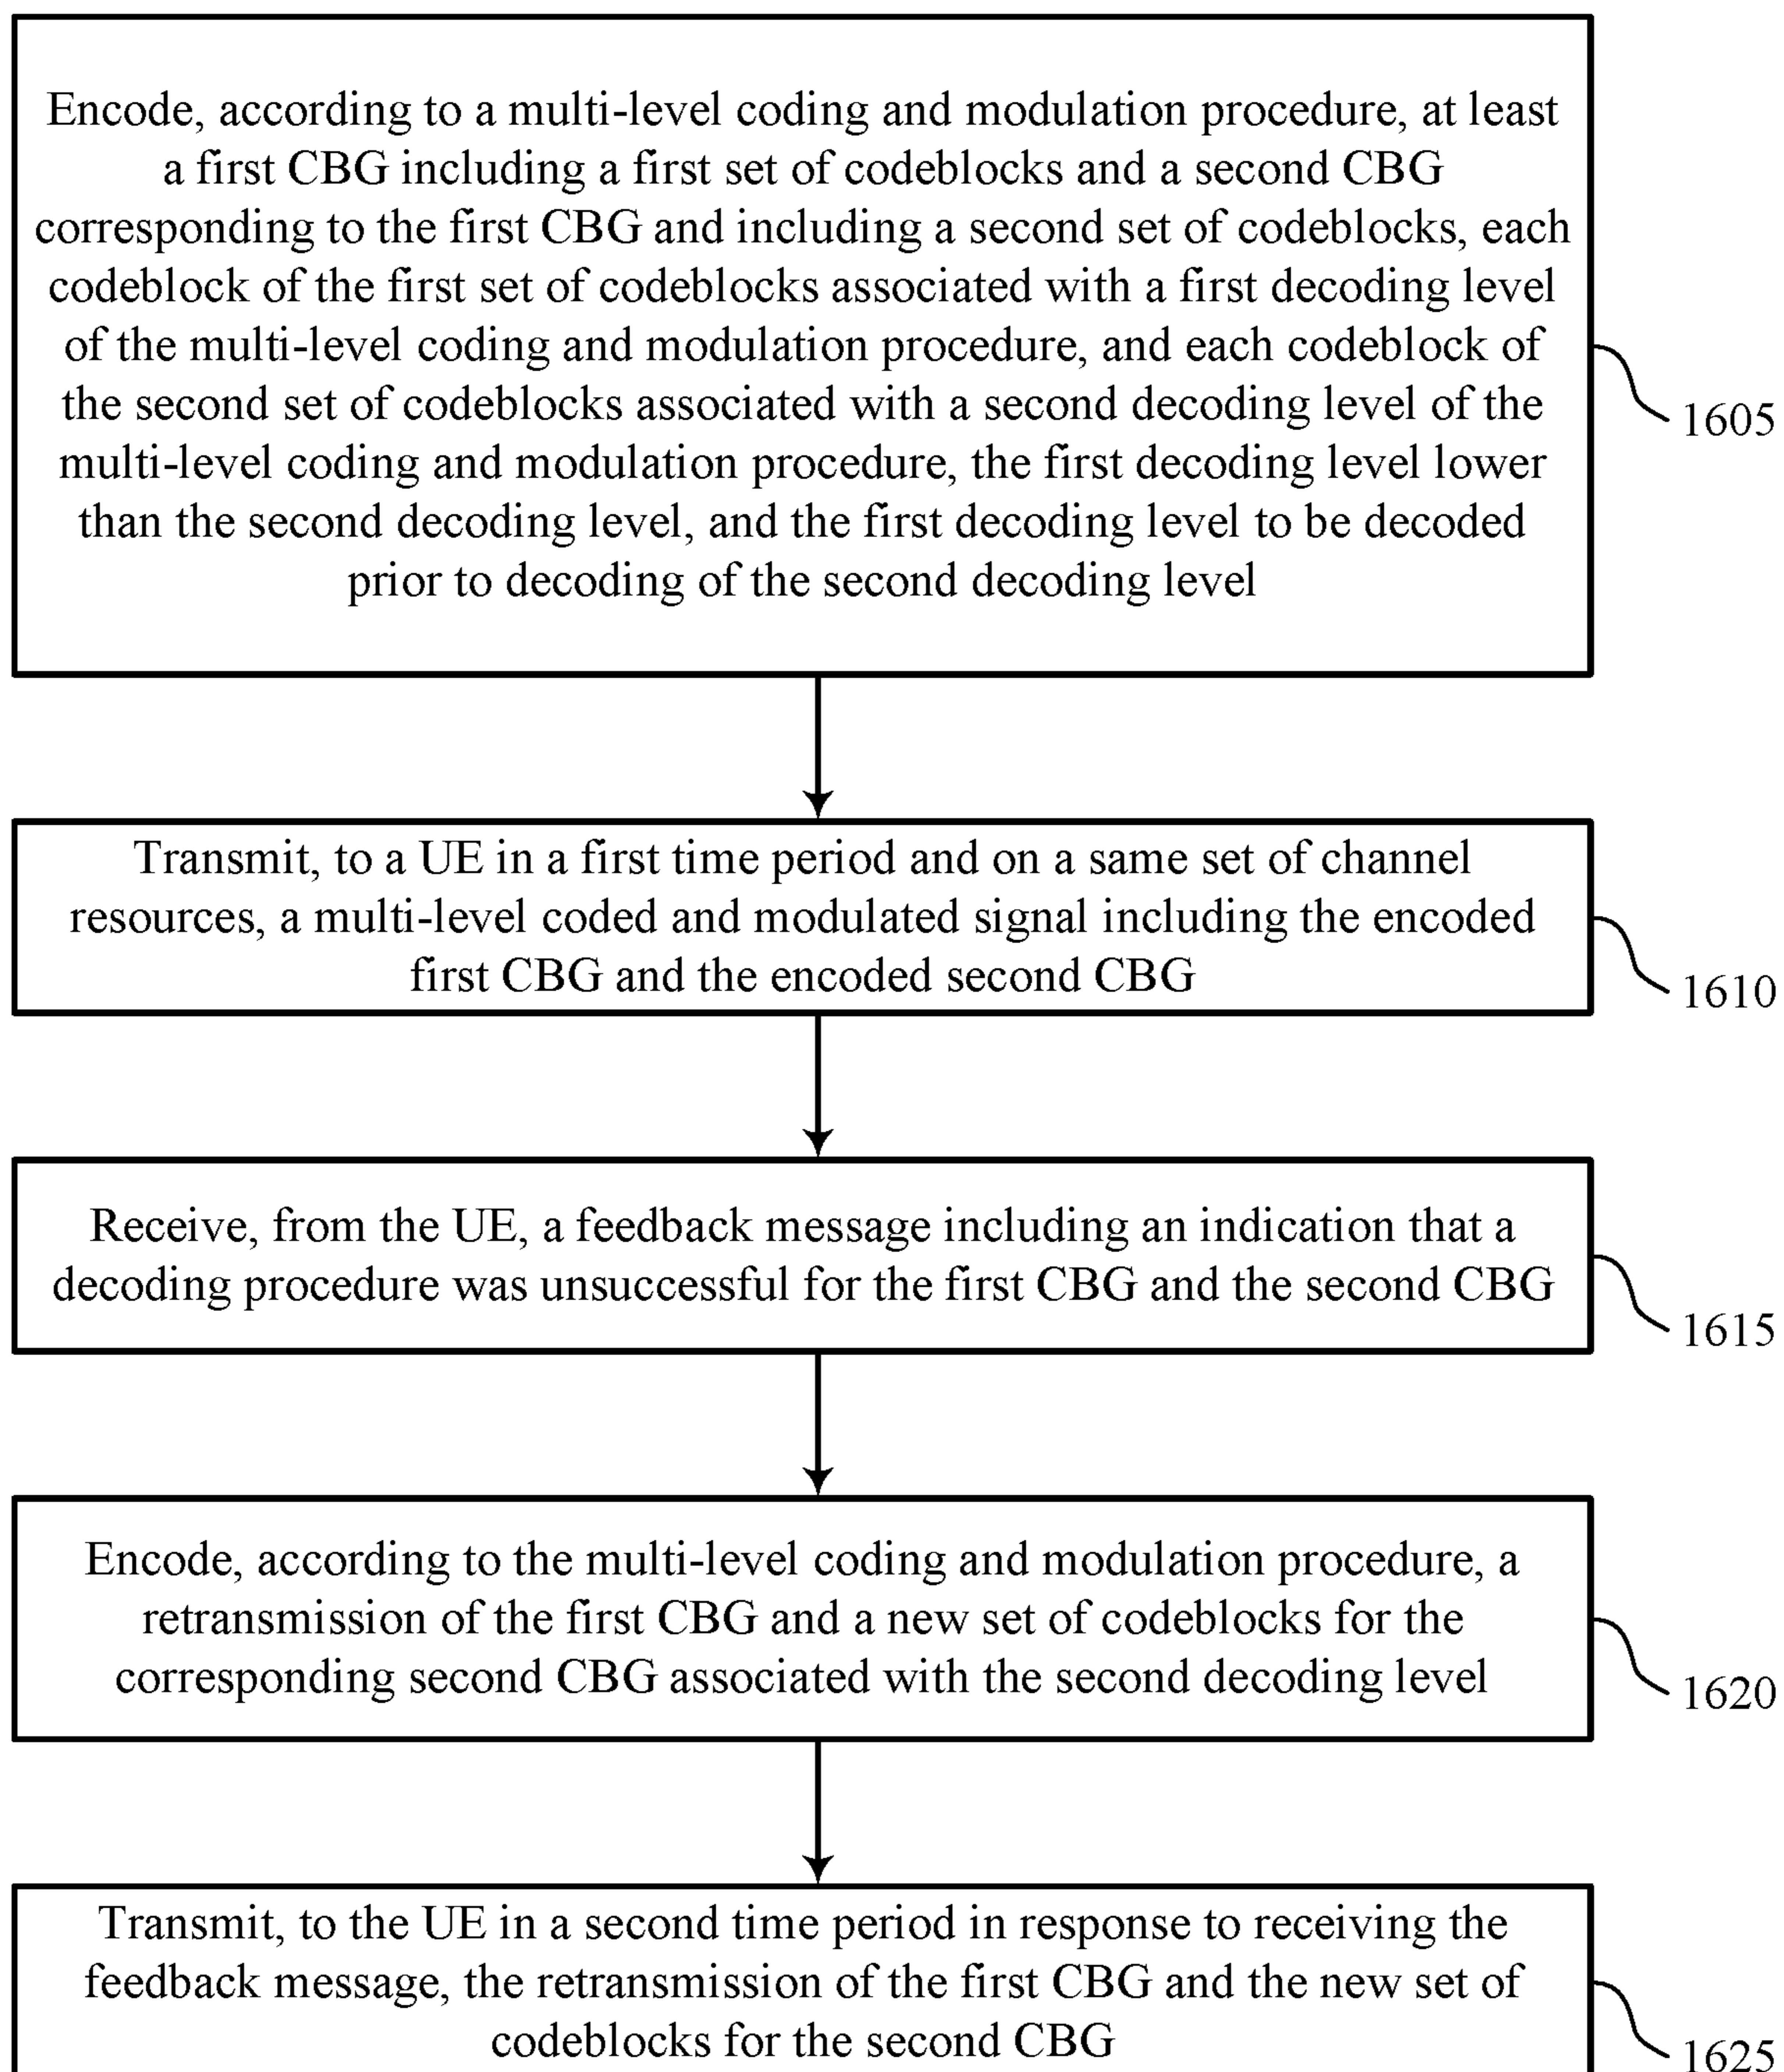 Encode, according to a multi-level coding and modulation procedure, at least
a first CBG including a first set of codeblocks and a second CBG
corresponding to the first CBG and including a second set of codeblocks, each
codeblock of the first set of codeblocks associated with a first decoding level
of the multi-level coding and modulation procedure, and each codeblock of
the second set of codeblocks associated with a second decoding level of the
multi-level coding and modulation procedure, the first decoding level lower
than the second decoding level, and the first decoding level to be decoded
prior to decoding of the second decoding level
1605
Transmit, to a UE in a first time period and on a same set of channel
resources, a multi-level coded and modulated signal including the encoded
first CBG and the encoded second CBG
1610
Receive, from the UE, a feedback message including an indication that a
decoding procedure was unsuccessful for the first CBG and the second CBG
1615
Encode, according to the multi-level coding and modulation procedure, a
retransmission of the first CBG and a new set of codeblocks for the
corresponding second CBG associated with the second decoding level
1620
Transmit, to the UE in a second time period in response to receiving the
feedback message, the retransmission of the first CBG and the new set of
codeblocks for the second CBG
1625